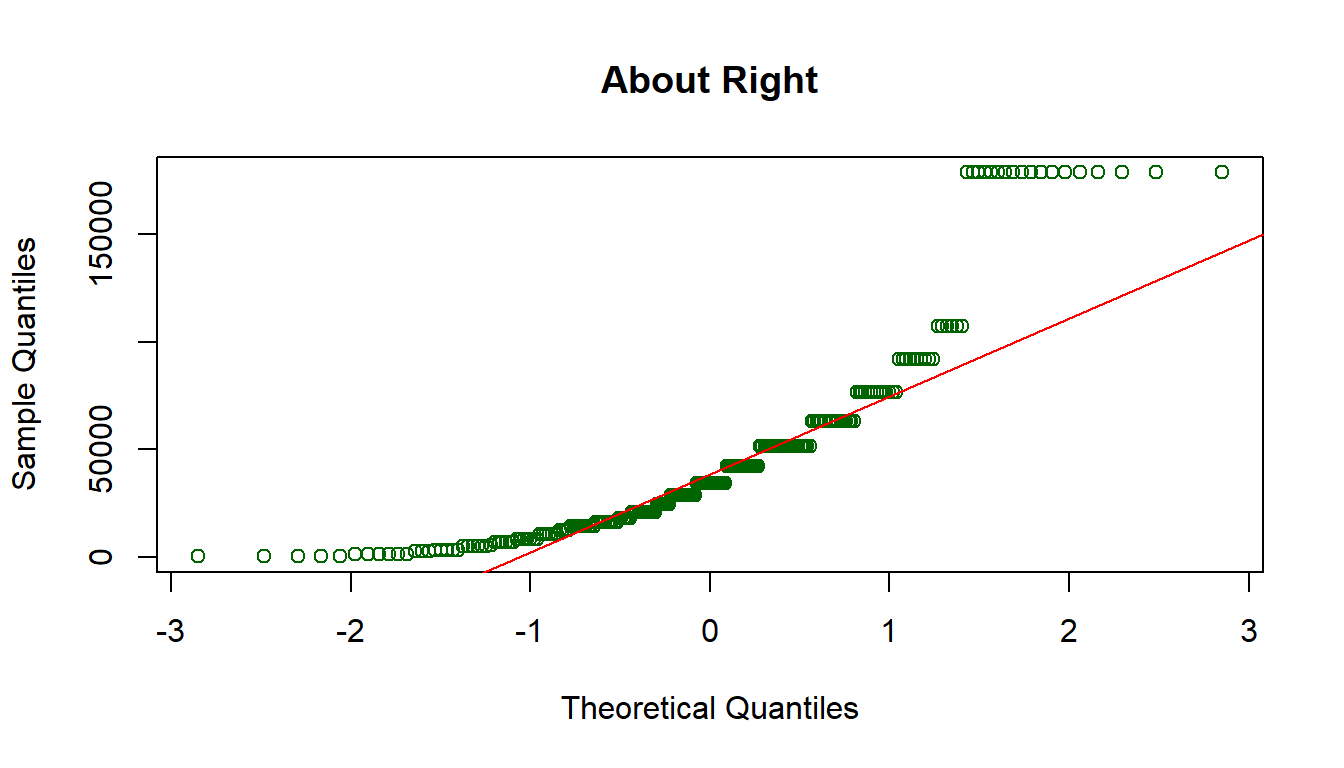 About Right
Sample Quantiles
150000
50000
0
-3 -2 -1 0 1 2 3
Theoretical Quantiles